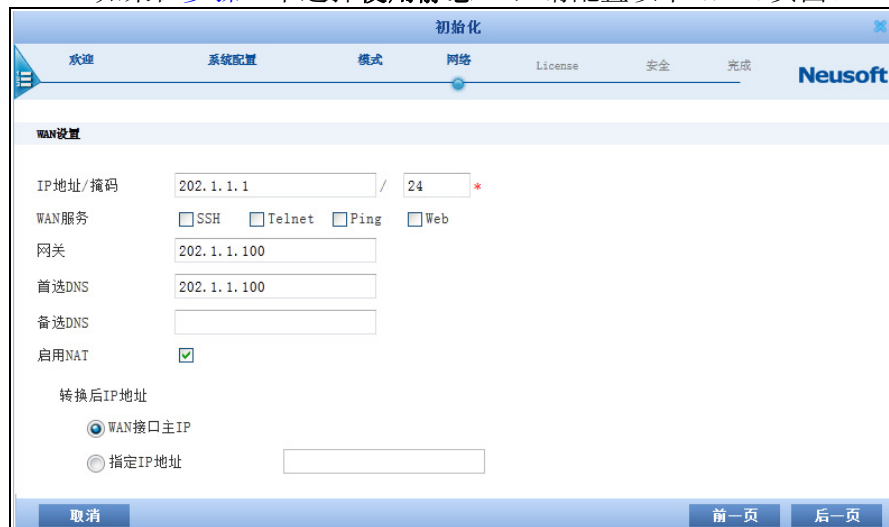 初始化
欢迎 系统配置 模式 网络 License 安全 完成
Neusoft
WAN设置
IP地址/掩码 202.1.1.1 / 24 *
WAN服务 SSH Telnet Ping Web
网关 202.1.1.100
首选DNS 202.1.1.100
备选DNS
启用NAT
转换后IP地址
WAN接口主IP
指定IP地址
取消 前一页 后一页